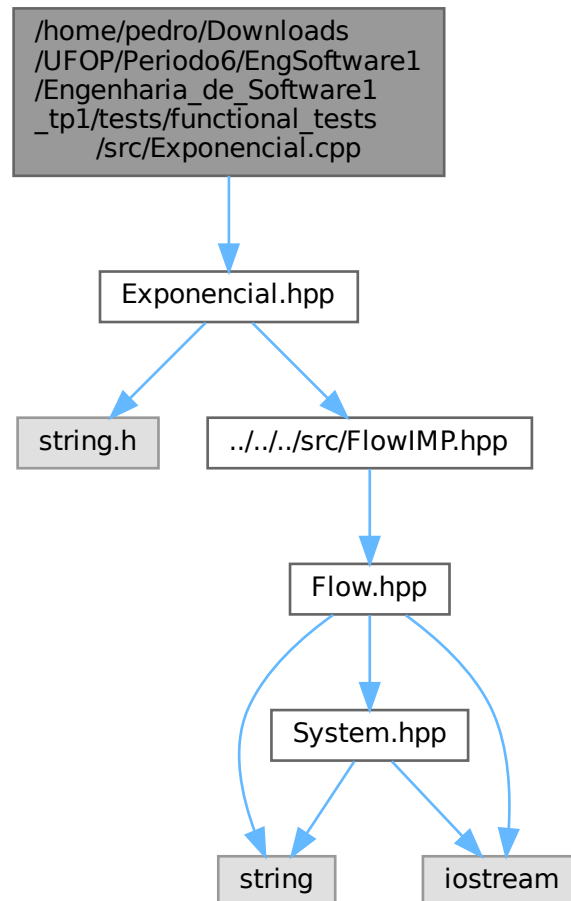 /home/pedro/Downloads
/UFOP/Periodo6/EngSoftware1
/Engenharia_de_Software1
_tp1/tests/functional_tests
/src/Exponencial.cpp
Exponencial.hpp
string.h
../../../src/FlowIMP.hpp
Flow.hpp
System.hpp
string
iostream